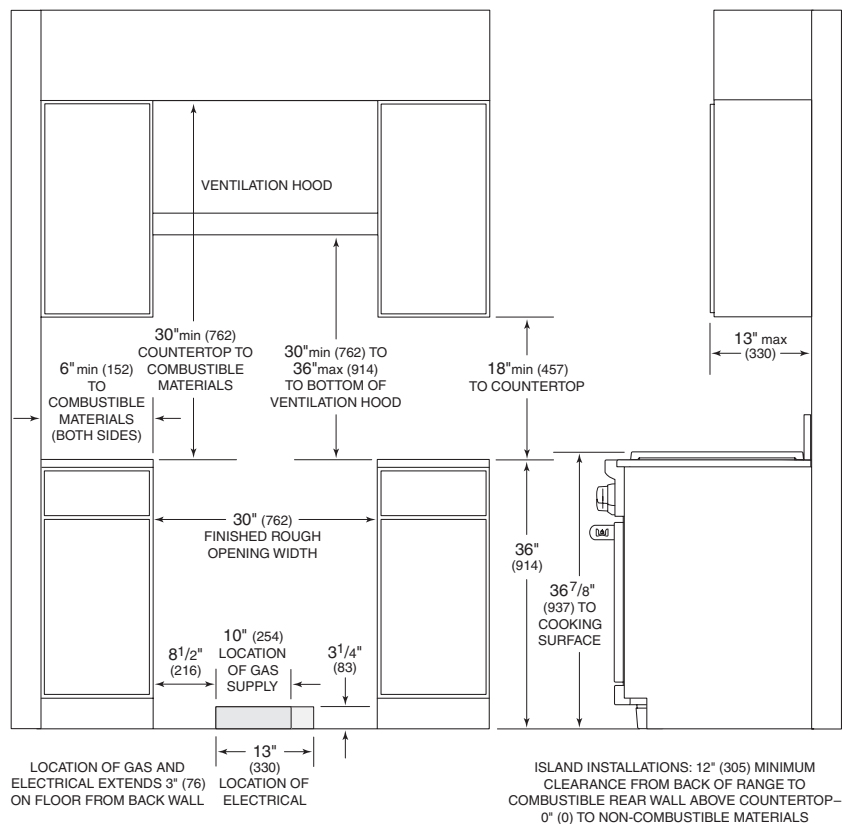 VENTILATION HOOD
30" min (762)
COUNTERTOP TO
COMBUSTIBLE
MATERIALS
6" min (152)
TO
COMBUSTIBLE
MATERIALS
(BOTH SIDES)
30" min (762) TO
36" max (914)
TO BOTTOM OF
VENTILATION HOOD
18" min (457)
TO COUNTERTOP
13" max
(330)
30" (762)
FINISHED ROUGH
OPENING WIDTH
36"
(914)
36 7/8"
(937) TO
COOKING
SURFACE
8 1/2"
(216)
10" (254)
LOCATION
OF GAS
SUPPLY
3 1/4"
(83)
13"
(330)
LOCATION OF
ELECTRICAL
LOCATION OF GAS AND
ELECTRICAL EXTENDS 3" (76)
ON FLOOR FROM BACK WALL
ISLAND INSTALLATIONS: 12" (305) MINIMUM
CLEARANCE FROM BACK OF RANGE TO
COMBUSTIBLE REAR WALL ABOVE COUNTERTOP–
0" (0) TO NON-COMBUSTIBLE MATERIALS